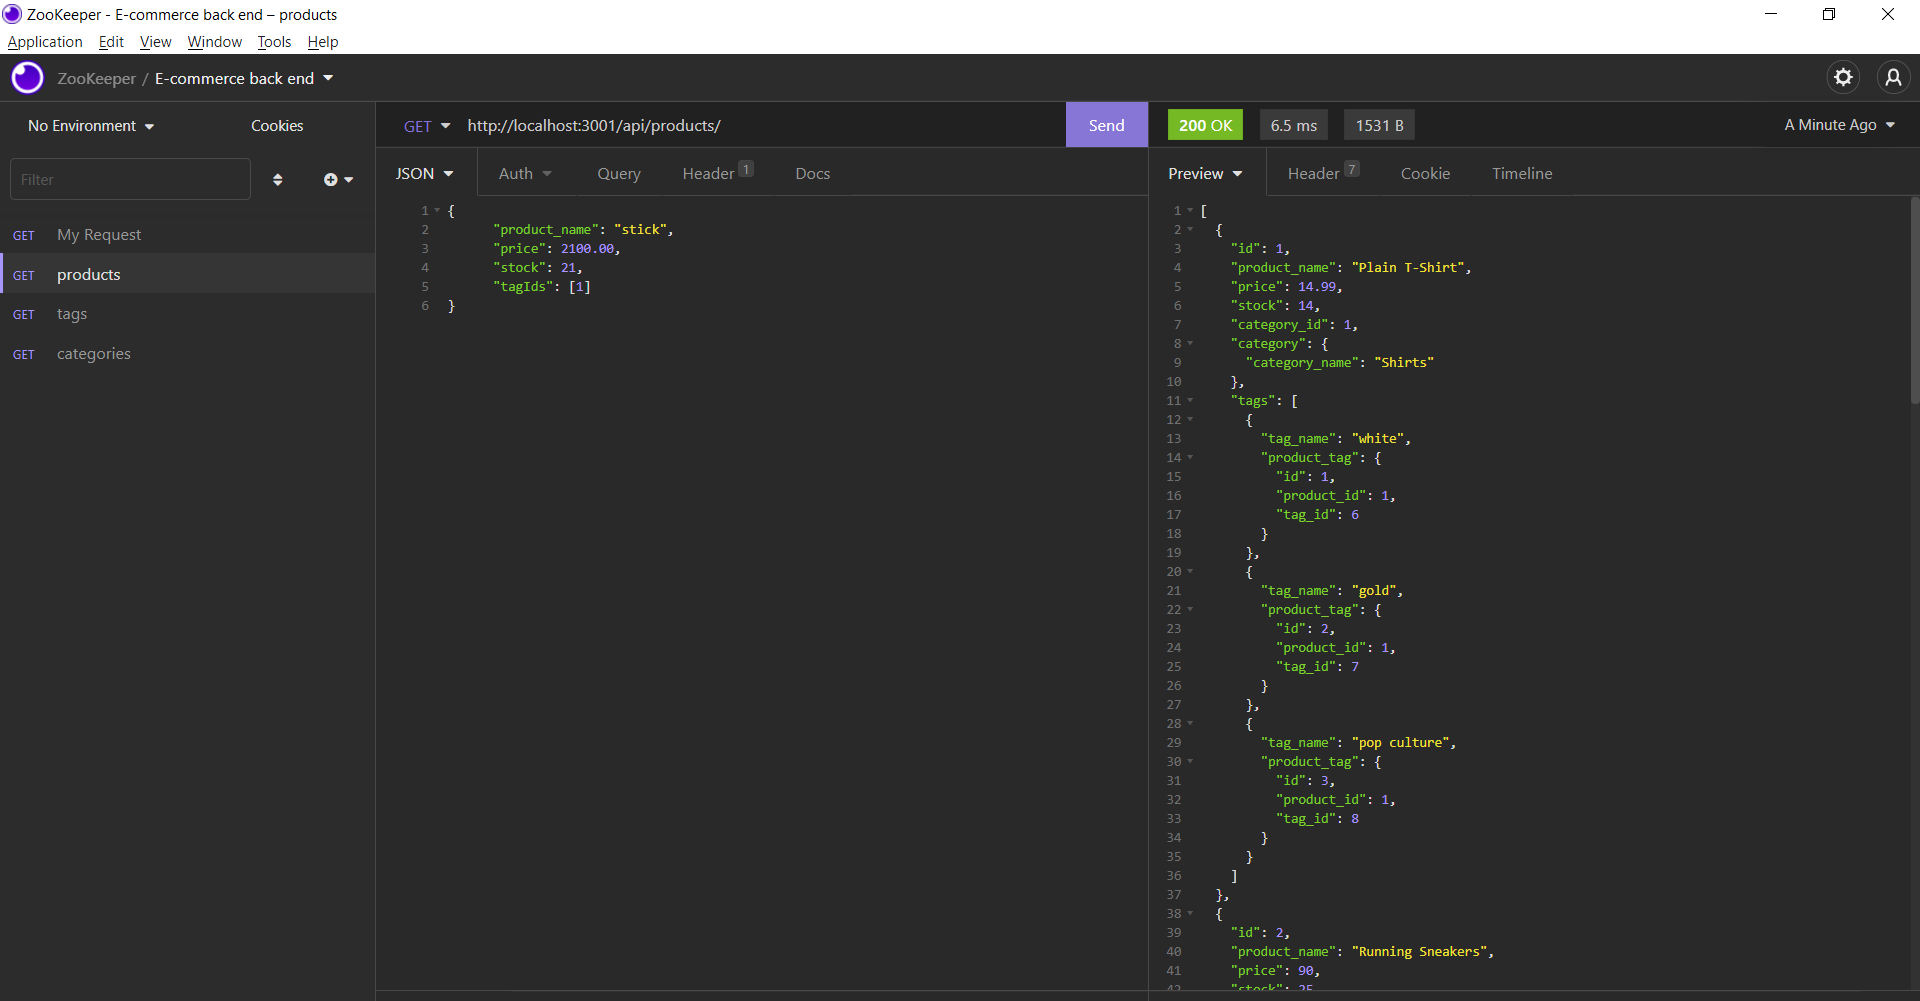 ZooKeeper - E-commerce back end – products
Application Edit View Window Tools Help
ZooKeeper / E-commerce back end
No Environment Cookies
Filter
GET My Request
GET products
GET tags
GET categories
GET http://localhost:3001/api/products/ Send
JSON Auth Query Header 1 Docs
1 {
2 "product_name": "stick",
3 "price": 2100.00,
4 "stock": 21,
5 "tagIds": [1]
6 }
200 OK 6.5 ms 1531 B A Minute Ago
Preview Header 7 Cookie Timeline
1 [
2 {
3 "id": 1,
4 "product_name": "Plain T-Shirt",
5 "price": 14.99,
6 "stock": 14,
7 "category_id": 1,
8 "category": {
9 "category_name": "Shirts"
10 },
11 "tags": [
12 {
13 "tag_name": "white",
14 "product_tag": {
15 "id": 1,
16 "product_id": 1,
17 "tag_id": 6
18 }
19 },
20 {
21 "tag_name": "gold",
22 "product_tag": {
23 "id": 2,
24 "product_id": 1,
25 "tag_id": 7
26 }
27 },
28 {
29 "tag_name": "pop culture",
30 "product_tag": {
31 "id": 3,
32 "product_id": 1,
33 "tag_id": 8
34 }
35 }
36 ]
37 },
38 {
39 "id": 2,
40 "product_name": "Running Sneakers",
41 "price": 90,
42 "stock": 25